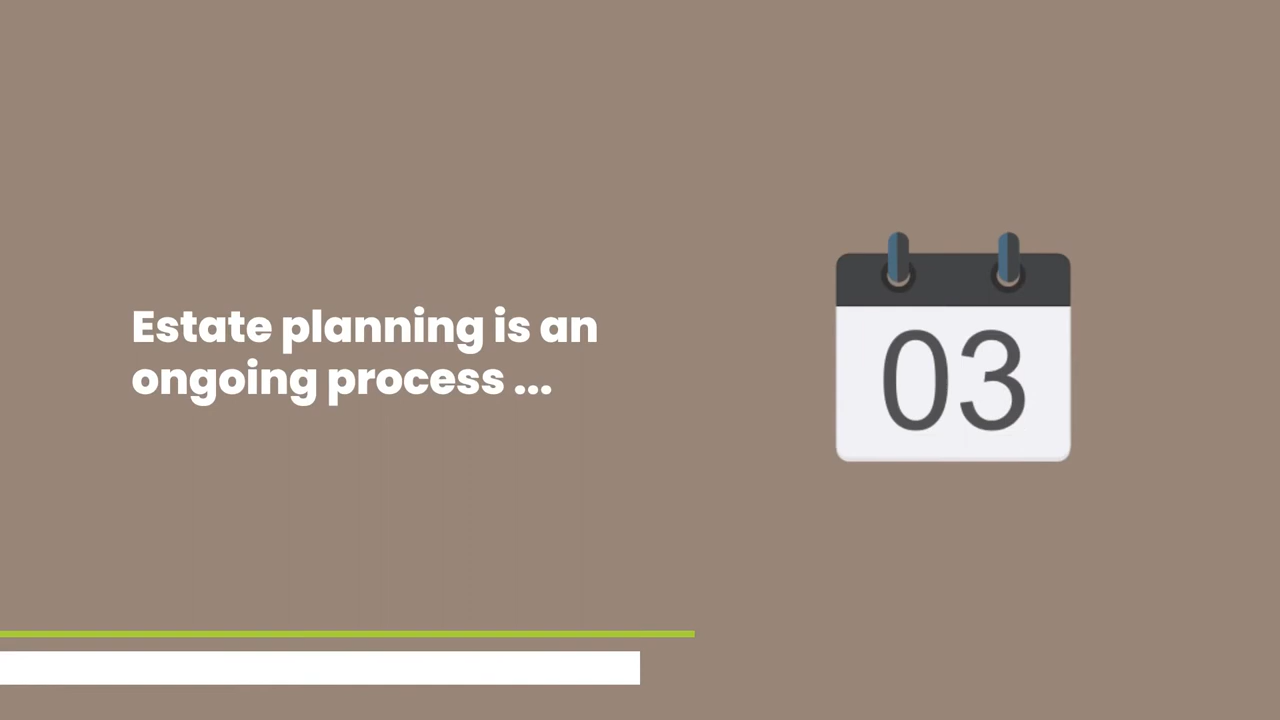 Estate planning is an
ongoing process ...
03